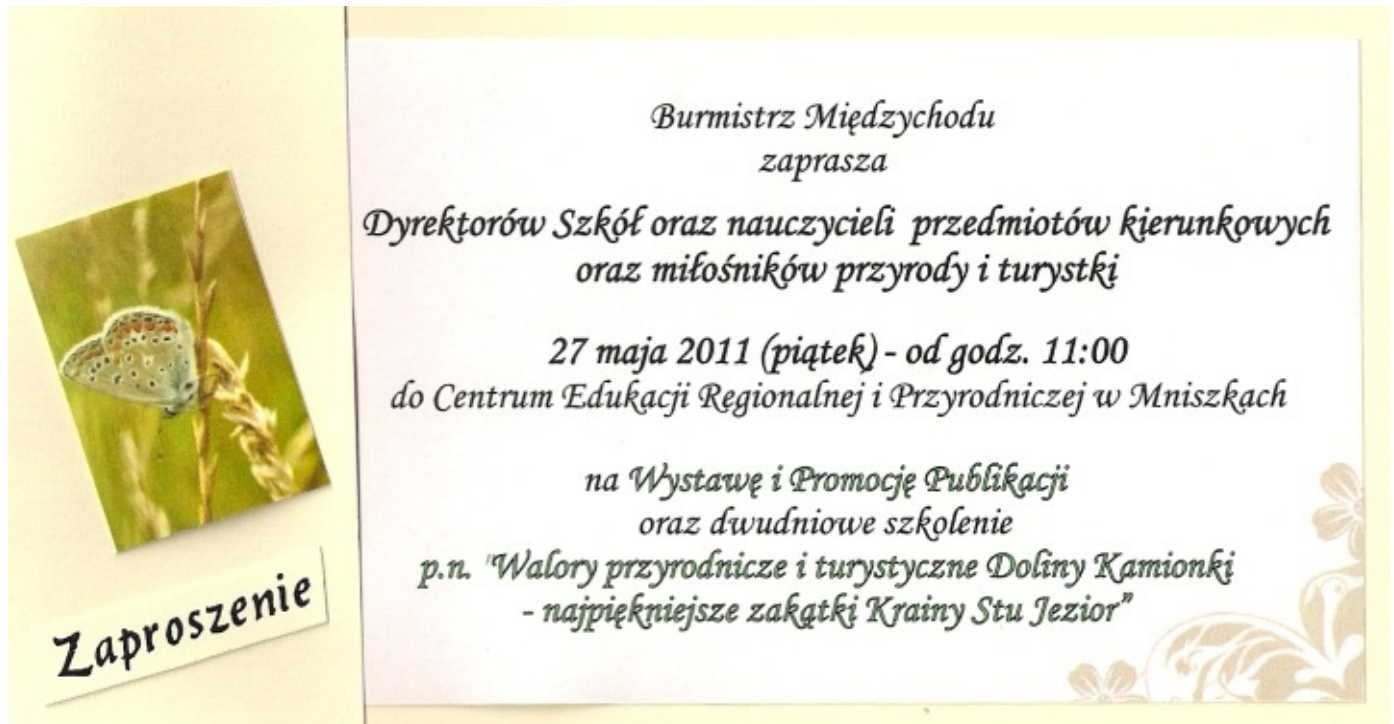 Zaproszenie
Burmistrz Międzychodu
zaprasza
Dyrektorów Szkół oraz nauczycieli przedmiotów kierunkowych
oraz miłośników przyrody i turystki
27 maja 2011 (piątek) - od godz. 11:00
do Centrum Edukacji Regionalnej i Przyrodniczej w Mniszkach
na Wystawę i Promocję Publikacji
oraz dwudniowe szkolenie
p.n. "Walory przyrodnicze i turystyczne Doliny Kamionki
- najpiękniejsze zakątki Krainy Stu Jezior”